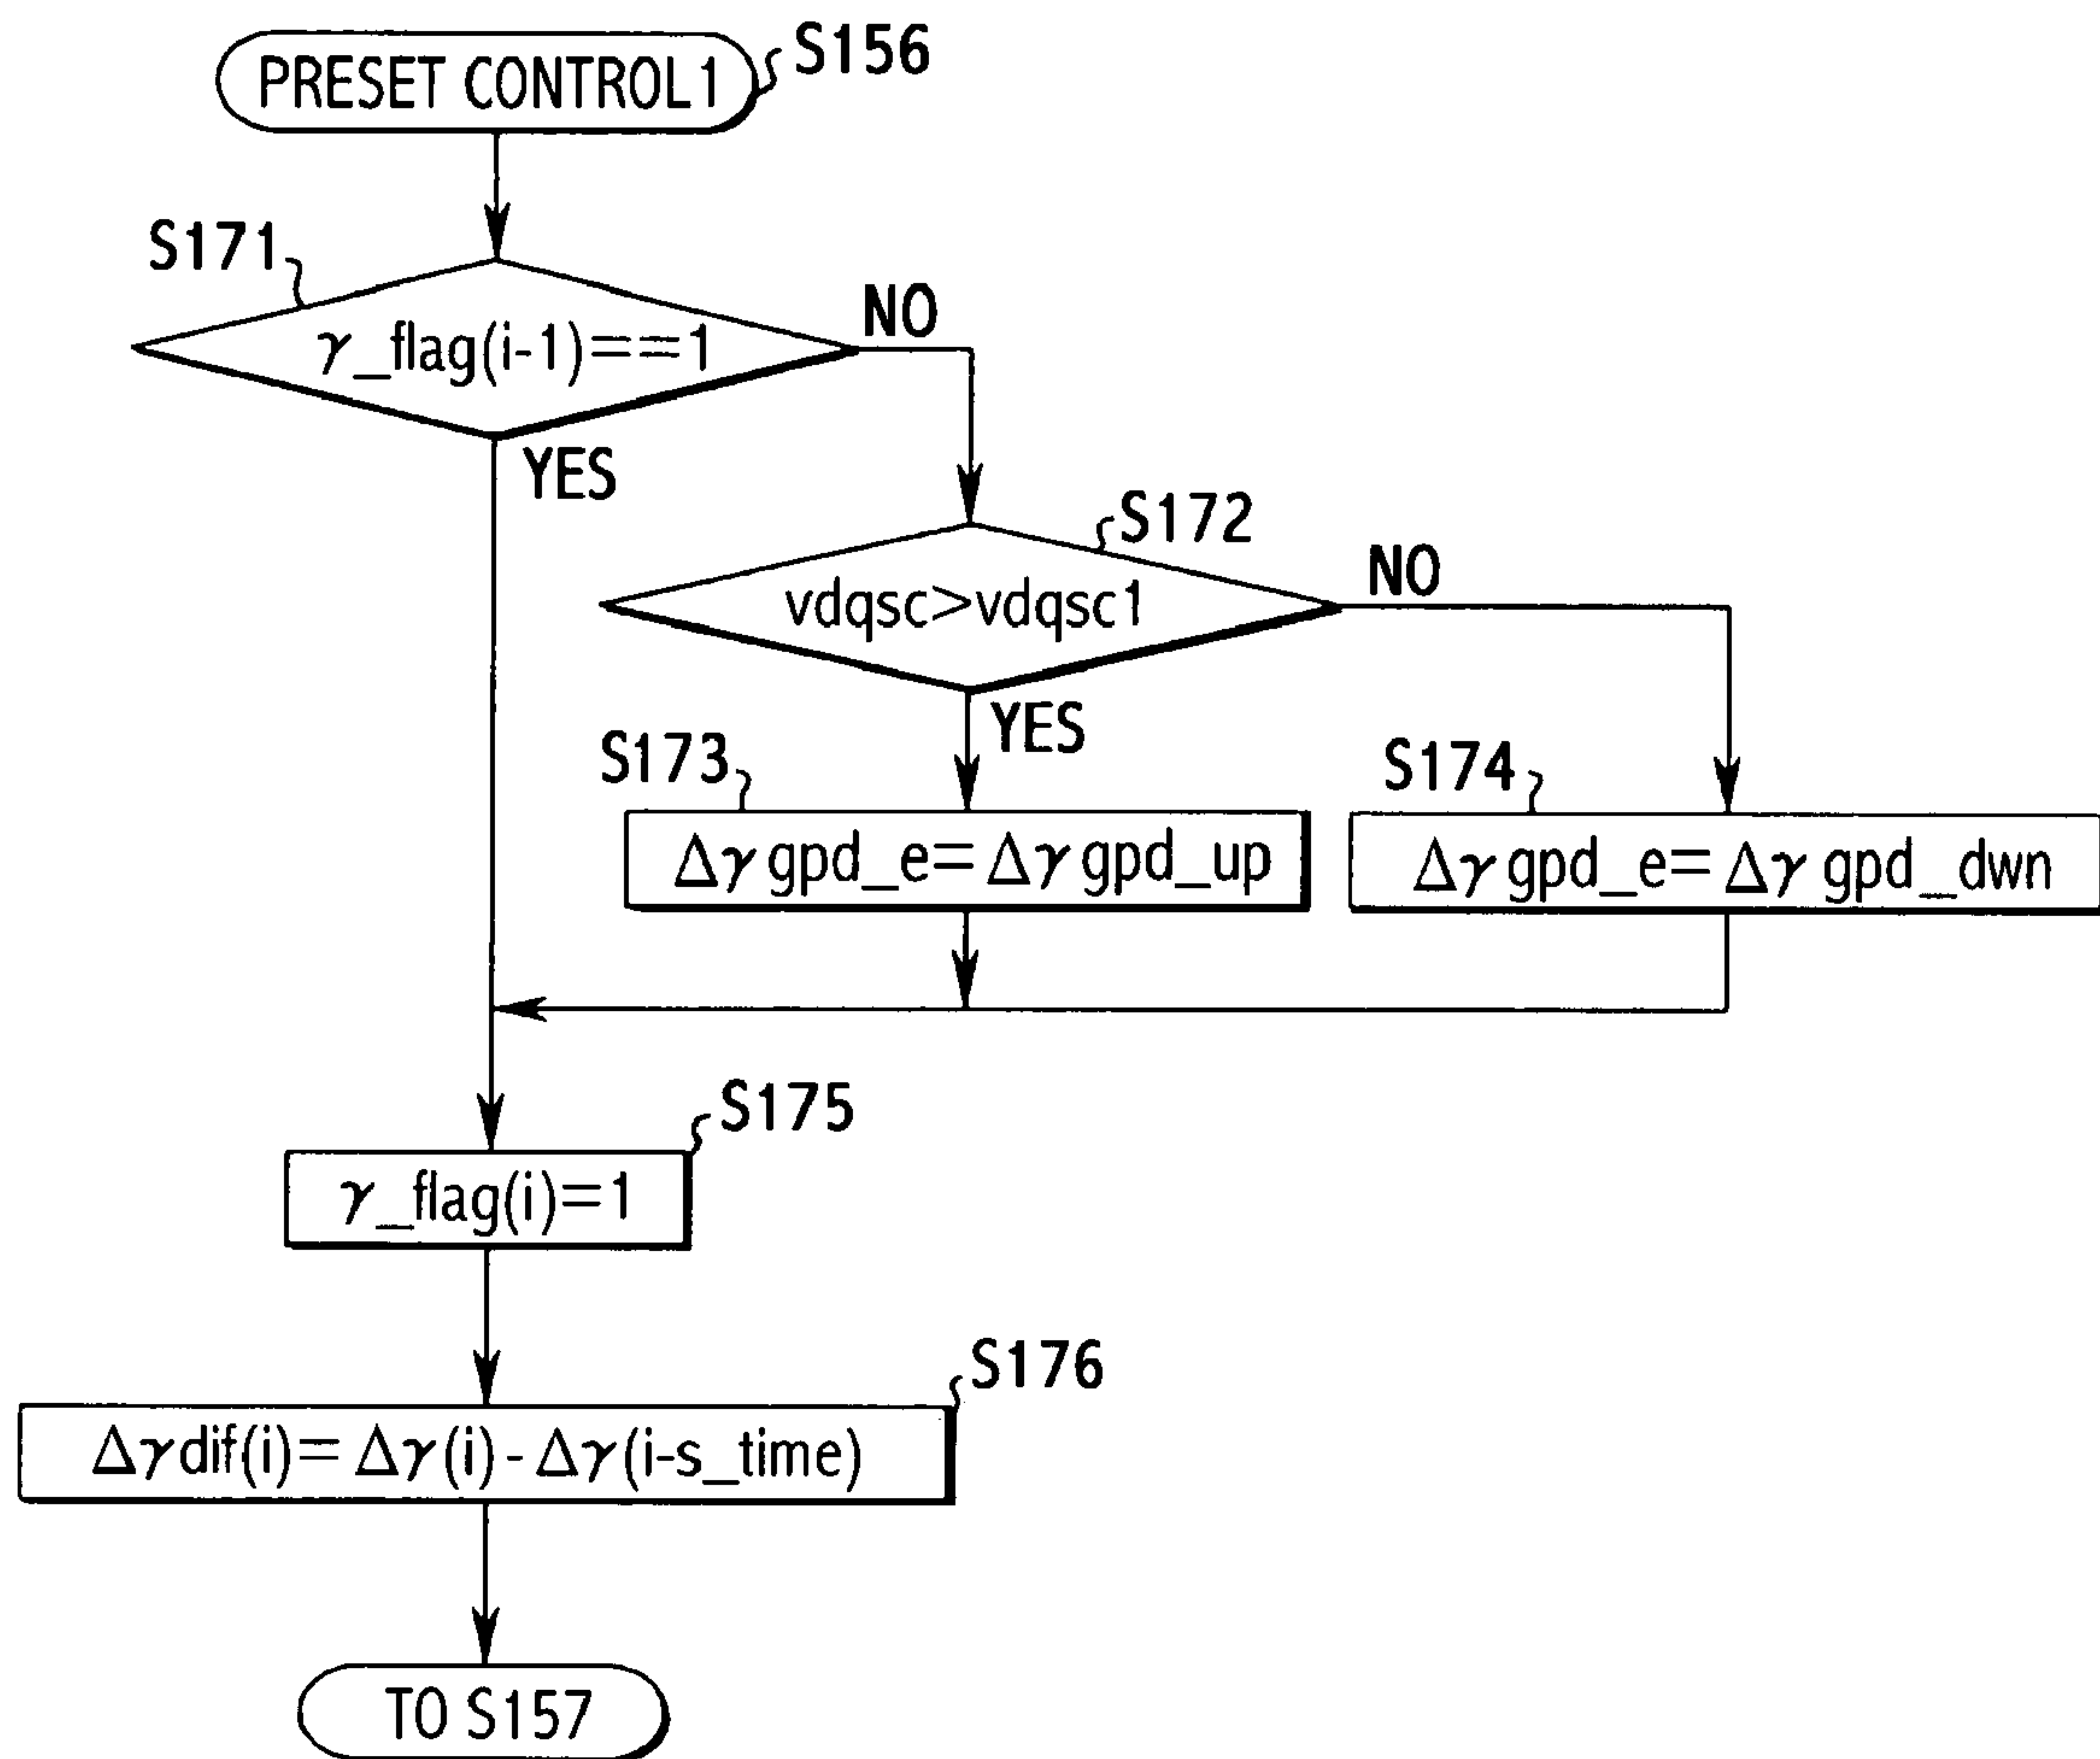 PRESET CONTROL1
S156
S171
γ_flag(i-1)==1
NO
YES
S172
vdqsc>vdqsc1
NO
YES
S173
Δγgpd_e=Δγgpd_up
S174
Δγgpd_e=Δγgpd_dwn
S175
γ_flag(i)=1
S176
Δγdif(i)=Δγ(i)-Δγ(i-s_time)
TO S157